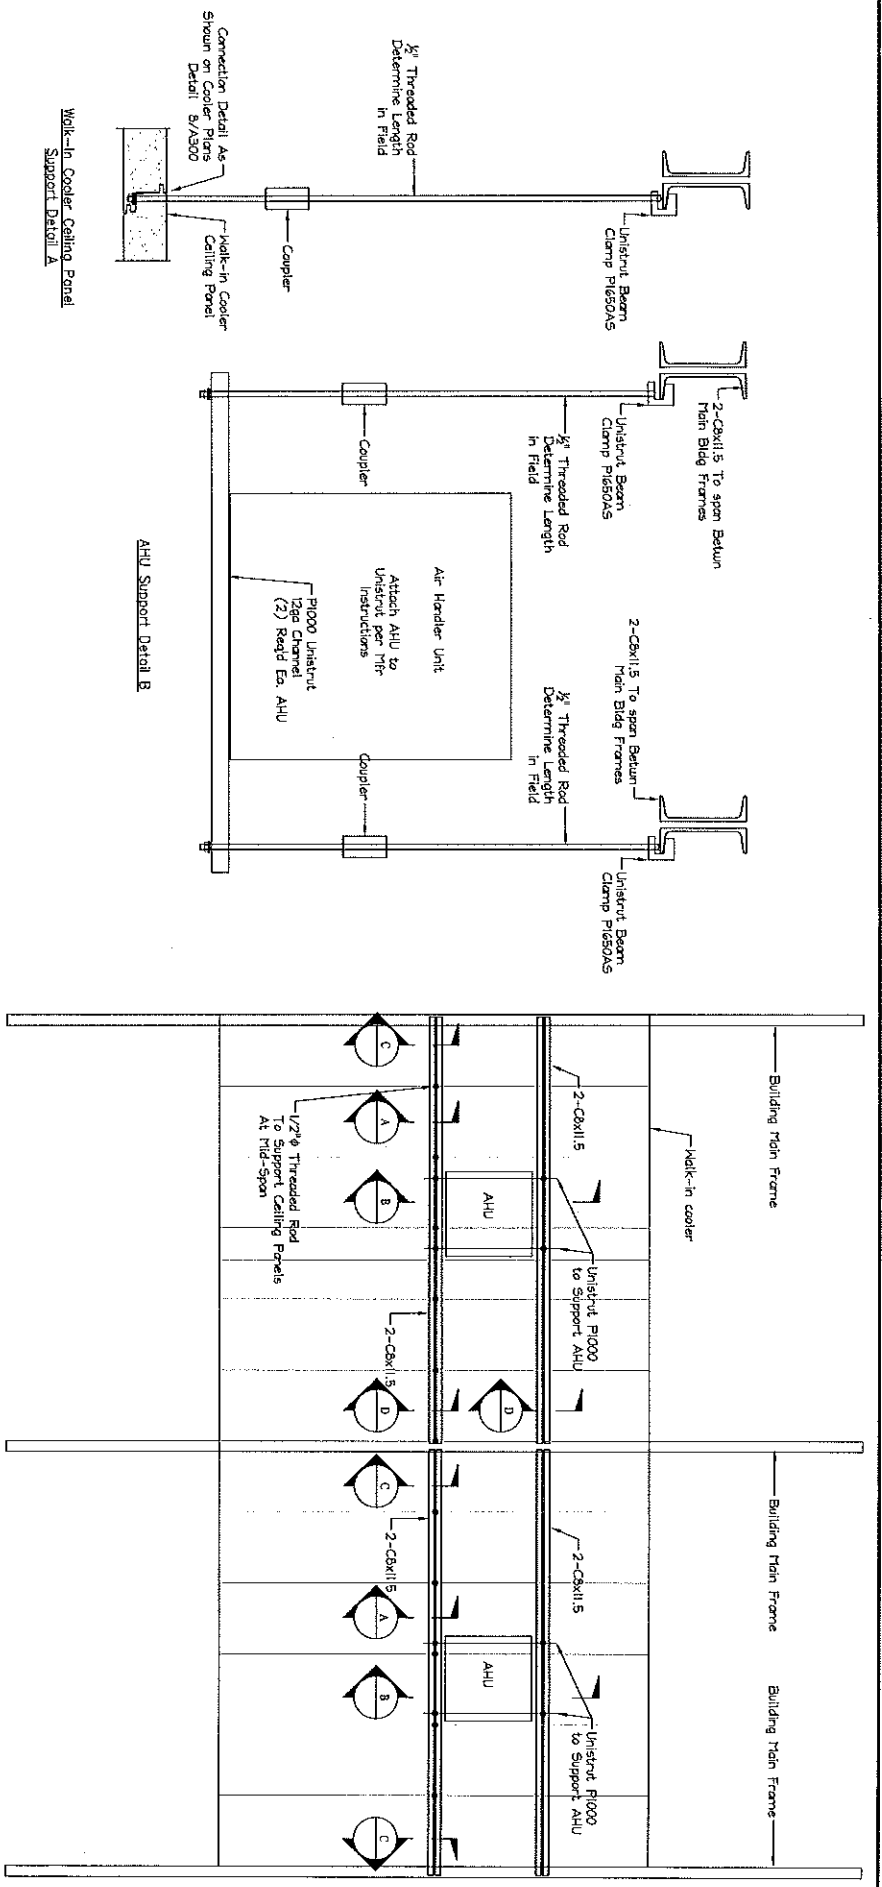 ½" Threaded Rod
Determine Length
in Field
Unistrut Beam
Clamp P1650AS
Coupler
Connection Detail As
Shown on Cooler Plans
Detail 8/A300
Walk-in Cooler
Ceiling Panel
Walk-In Cooler Ceiling Panel
Support Detail A
2-C8x11.5 To span Betwn
Main Bldg Frames
Unistrut Beam
Clamp P1650AS
½" Threaded Rod
Determine Length
in Field
Coupler
Air Handler Unit
Attach AHU to
Unistrut per Mfr
Instructions
P1000 Unistrut
12ga Channel
(2) Req'd Ea. AHU
2-C8x11.5 To span Betwn
Main Bldg Frames
½" Threaded Rod
Determine Length
in Field
Unistrut Beam
Clamp P1650AS
Coupler
AHU Support Detail B
Building Main Frame
Walk-in cooler
2-C8x11.5
Unistrut P1000
to Support AHU
AHU
C
A
B
1/2"ϕ Threaded Rod
To Support Ceiling Panels
At Mid-Span
2-C8x11.5
D
D
Building Main Frame
Building Main Frame
2-C8x11.5
2-C8x11.5
Unistrut P1000
to Support AHU
AHU
C
A
B
C